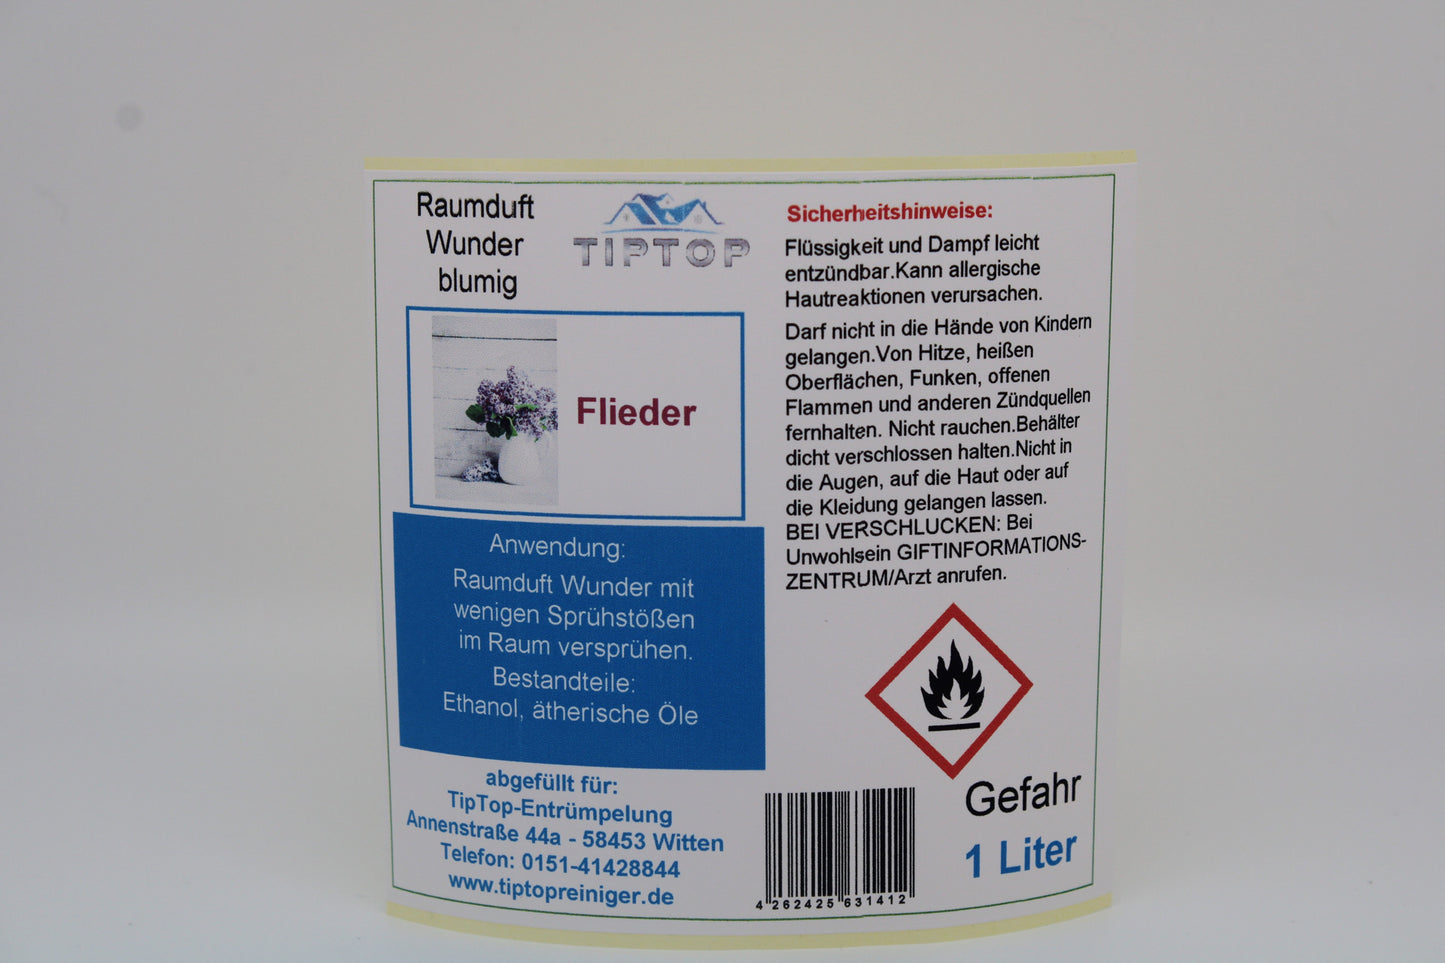 Raumduft
Wunder
blumig
TIPTOP
Flieder
Anwendung:
Raumduft Wunder mit
wenigen Sprühstößen
im Raum versprühen.
Bestandteile:
Ethanol, ätherische Öle
abgefüllt für:
TipTop-Entrümpelung
Annenstraße 44a - 58453 Witten
Telefon: 0151-41428844
www.tiptopreiniger.de
Sicherheitshinweise:
Flüssigkeit und Dampf leicht
entzündbar.Kann allergische
Hautreaktionen verursachen.
Darf nicht in die Hände von Kindern
gelangen.Von Hitze, heißen
Oberflächen, Funken, offenen
Flammen und anderen Zündquellen
fernhalten. Nicht rauchen.Behälter
dicht verschlossen halten.Nicht in
die Augen, auf die Haut oder auf
die Kleidung gelangen lassen.
BEI VERSCHLUCKEN: Bei
Unwohlsein GIFTINFORMATIONS-
ZENTRUM/Arzt anrufen.
Gefahr
1 Liter
4 262425 631412